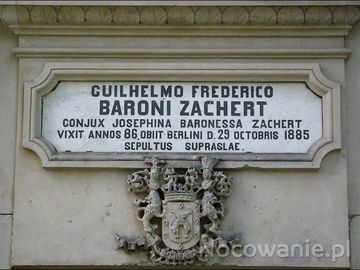 GUILHELMO FREDERICO
BARONI ZACHERT
CONJUX JOSEPHINA BARONESSA ZACHERT
VIXIT ANNOS 86, OBIIT BERLINI D. 29 OCTOBRIS 1885
SEPULTUS SUPRASLAE.
Nocowanie.pl